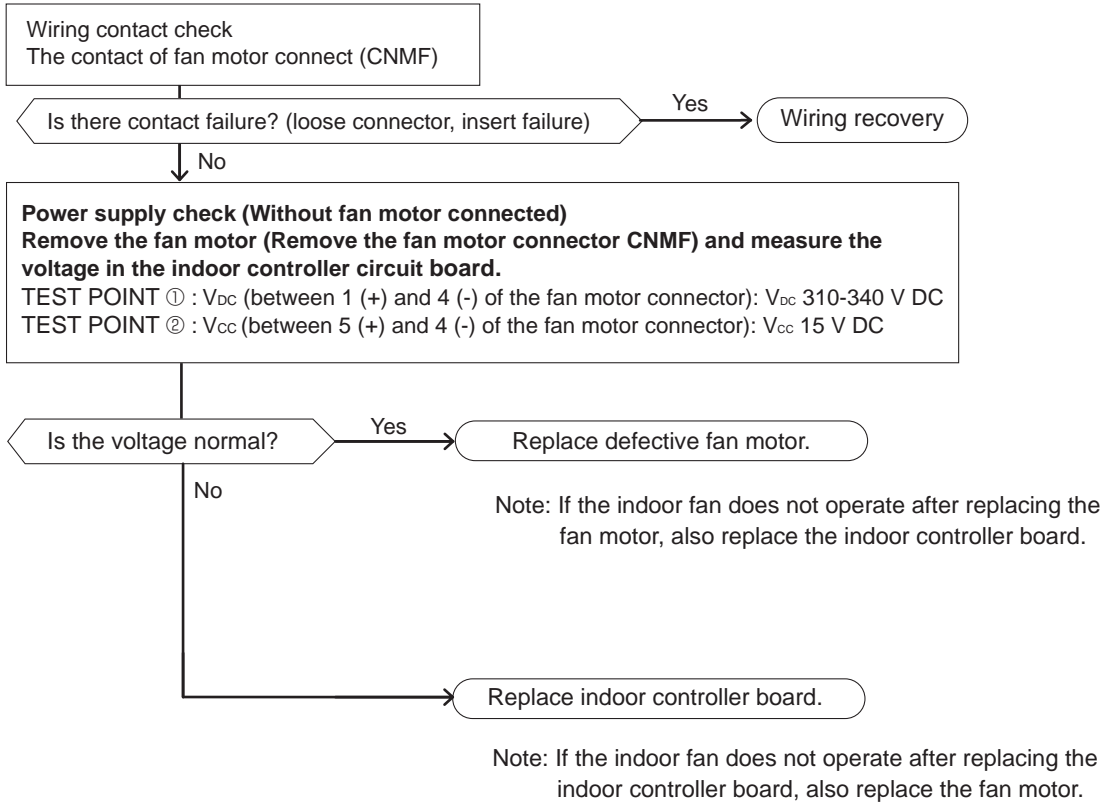 Wiring contact check
The contact of fan motor connect (CNMF)
Is there contact failure? (loose connector, insert failure)
Yes
Wiring recovery
No
Power supply check (Without fan motor connected)
Remove the fan motor (Remove the fan motor connector CNMF) and measure the
voltage in the indoor controller circuit board.
TEST POINT ① : VDC (between 1 (+) and 4 (-) of the fan motor connector): VDC 310-340 V DC
TEST POINT ② : VCC (between 5 (+) and 4 (-) of the fan motor connector): VCC 15 V DC
Is the voltage normal?
Yes
Replace defective fan motor.
No
Note: If the indoor fan does not operate after replacing the
fan motor, also replace the indoor controller board.
Replace indoor controller board.
Note: If the indoor fan does not operate after replacing the
indoor controller board, also replace the fan motor.